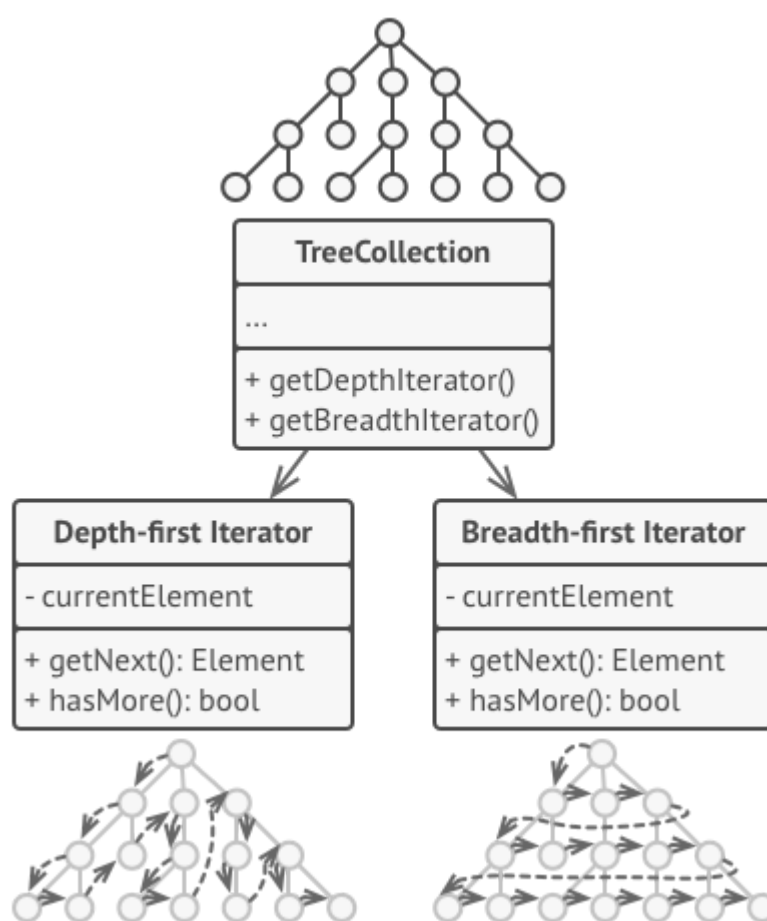 TreeCollection
...
+ getDepthIterator()
+ getBreadthIterator()
Depth-first Iterator
- currentElement
+ getNext(): Element
+ hasMore(): bool
Breadth-first Iterator
- currentElement
+ getNext(): Element
+ hasMore(): bool